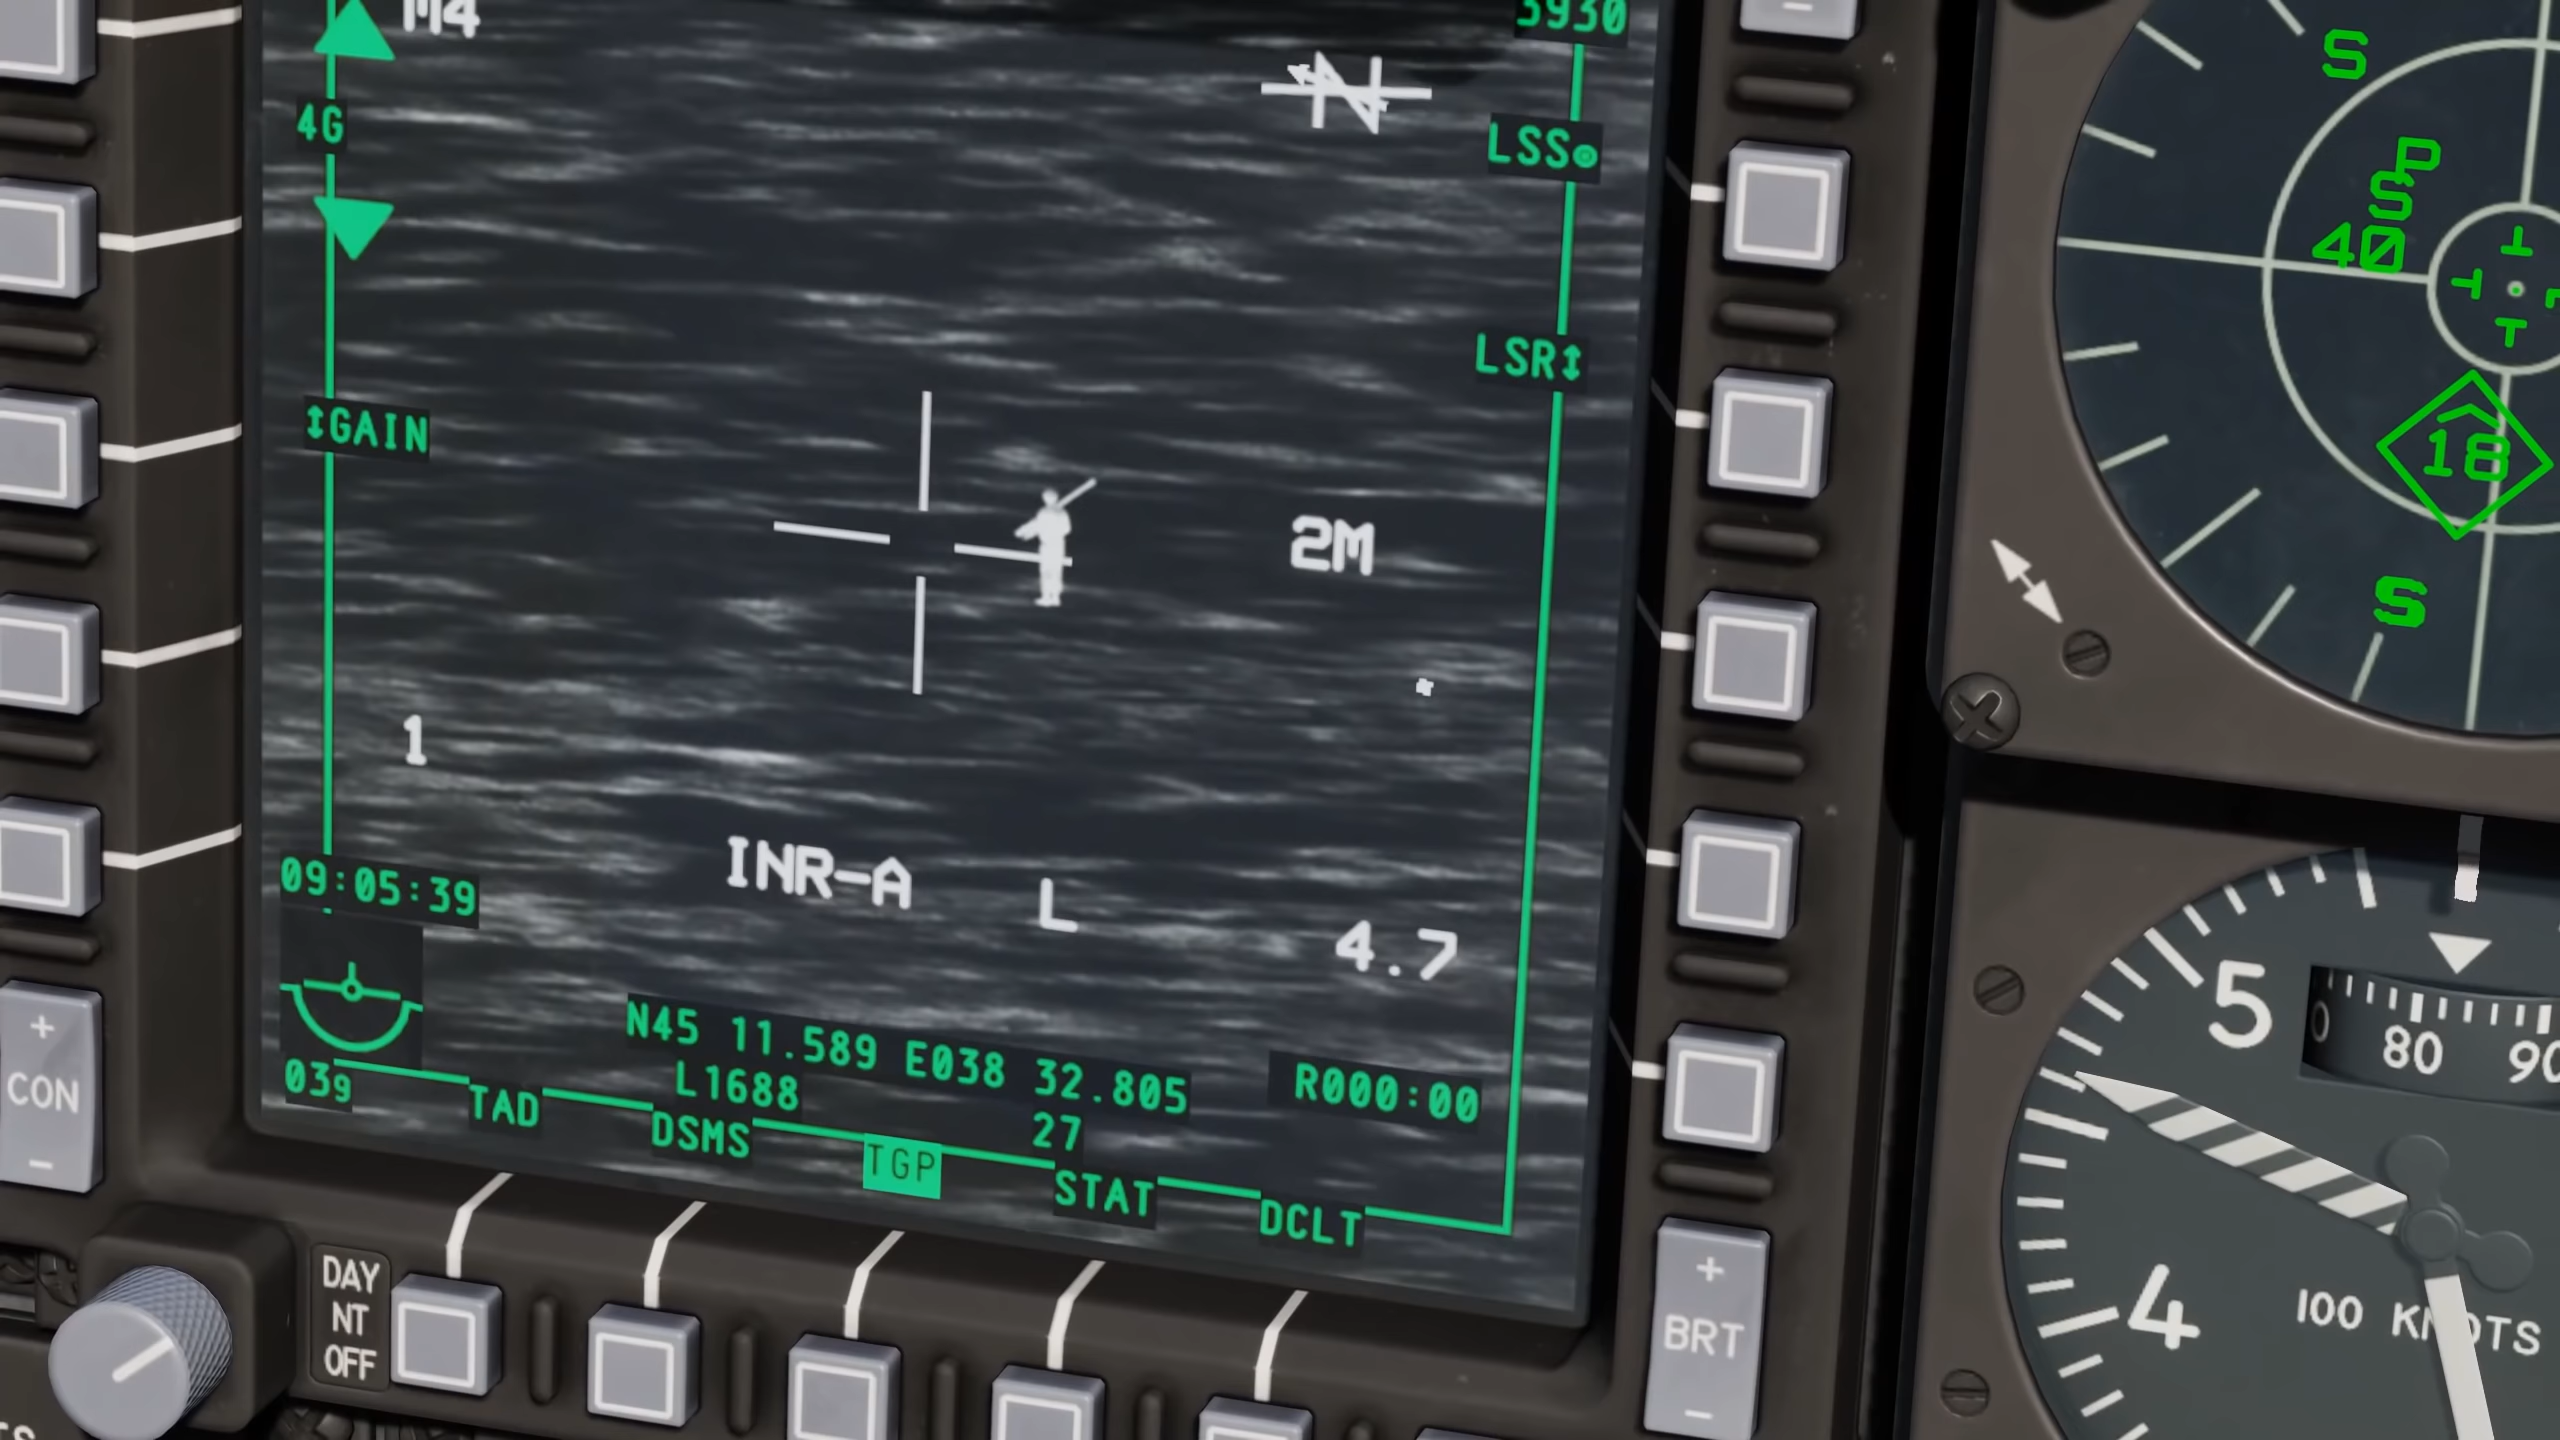 M4
3930
4G
LSS
LSR↕
↕GAIN
2M
1
INR-A
L
4.7
09:05:39
N45 11.589 E038 32.805
L1688
27
R000:00
039
TAD
DSMS
TGP
STAT
DCLT
+
CON
-
DAY
NT
OFF
-
+
BRT
-
S
P
S
40
18
S
5
0
80
90
4
100 KNOTS